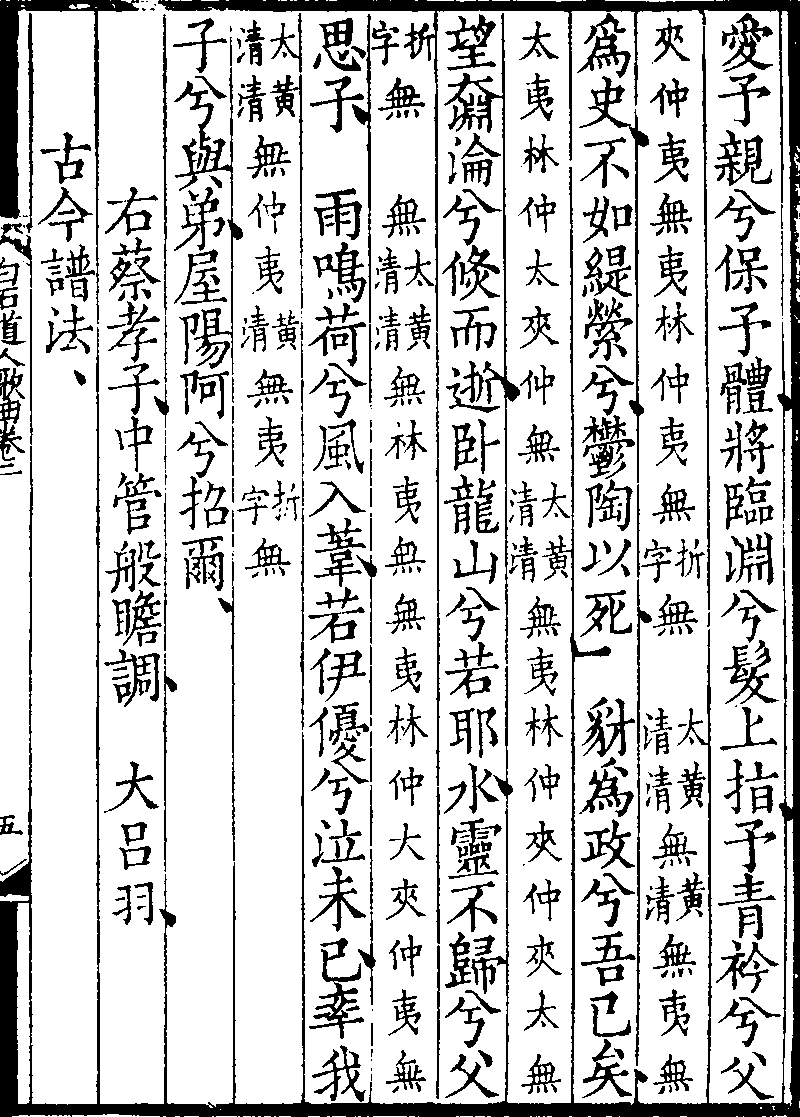 愛予親兮保予體、將臨淵兮髮上指、予青衿兮父
夾仲夷無夷林仲夷無折字無　太清黃清無黃清無夷無
爲史、不如緹縈兮、鬱陶以死、　豺爲政兮吾已矣、
太夷林仲太夾仲無太清黃清無夷林仲夾仲夾太無
望奫淪兮倐而逝、卧龍山兮若耶水、靈不歸兮父
折字無　無太清黃清無林夷無無夷林仲大夾仲夷無
思子、　雨鳴荷兮風入葦、若伊優兮泣未已、率我
太清黃清無仲夷黃清無夷折字無
子兮與弟、屋陽阿兮招爾、
右蔡孝子、中管般瞻調、　大吕羽、
古今譜法、
白石道人歌曲卷二　五